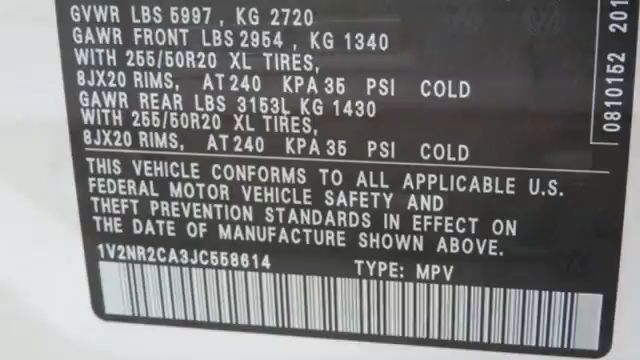 GVWR LBS 5997, KG 2720
GAWR FRONT LBS 2954, KG 1340
WITH 255/50R20 XL TIRES,
8JX20 RIMS, AT 240 KPA 35 PSI COLD
GAWR REAR LBS 3153L KG 1430
WITH 255/50R20 XL TIRES,
8JX20 RIMS, AT 240 KPA 35 PSI COLD
THIS VEHICLE CONFORMS TO ALL APPLICABLE U.S.
FEDERAL MOTOR VEHICLE SAFETY AND
THEFT PREVENTION STANDARDS IN EFFECT ON
THE DATE OF MANUFACTURE SHOWN ABOVE.
1V2NR2CA3JC558614 TYPE: MPV
0810152 201